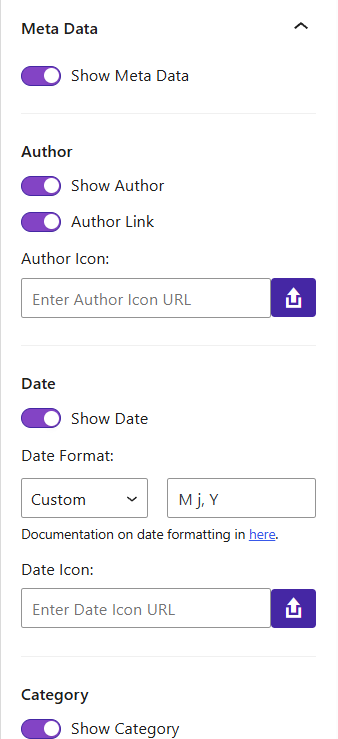 Meta Data
Show Meta Data
Author
Show Author
Author Link
Author Icon:
Enter Author Icon URL
Date
Show Date
Date Format:
Custom M j, Y
Documentation on date formatting in here.
Date Icon:
Enter Date Icon URL
Category
Show Category